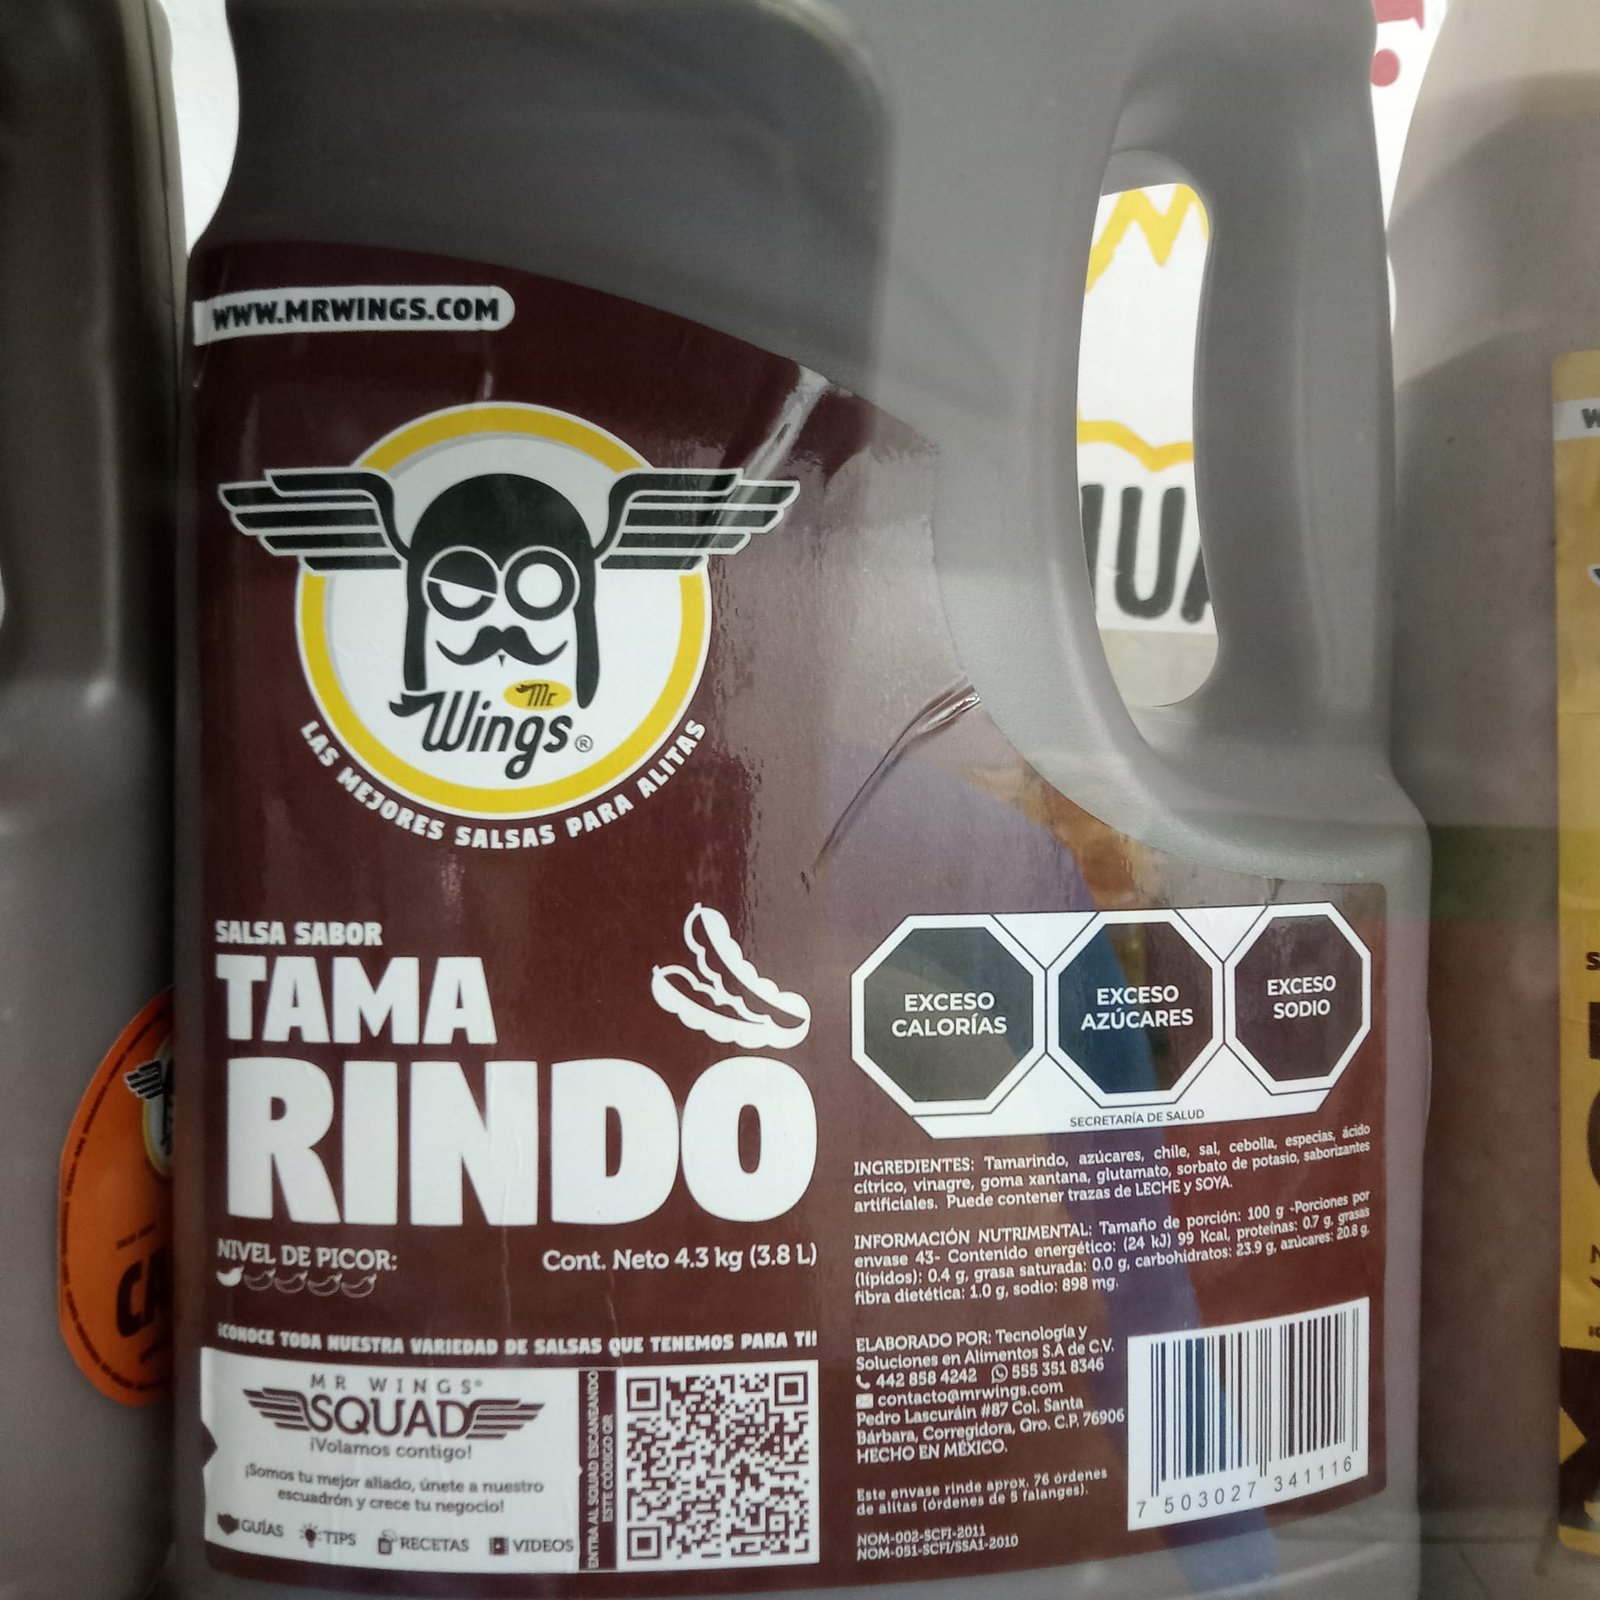 WWW.MRWINGS.COM
Mr.
Wings®
LAS MEJORES SALSAS PARA ALITAS
SALSA SABOR
TAMA
RINDO
NIVEL DE PICOR:
Cont. Neto 4.3 kg (3.8 L)
¡CONOCE TODA NUESTRA VARIEDAD DE SALSAS QUE TENEMOS PARA TI!
MR WINGS®
SQUAD
¡Volamos contigo!
¡Somos tu mejor aliado, únete a nuestro
escuadrón y crece tu negocio!
GUÍAS TIPS RECETAS VIDEOS
ENTRA AL SQUAD ESCANEANDO
ESTE CÓDIGO QR
EXCESO
CALORÍAS
EXCESO
AZÚCARES
EXCESO
SODIO
SECRETARÍA DE SALUD
INGREDIENTES: Tamarindo, azúcares, chile, sal, cebolla, especias, ácido
cítrico, vinagre, goma xantana, glutamato, sorbato de potasio, saborizantes
artificiales. Puede contener trazas de LECHE y SOYA.
INFORMACIÓN NUTRIMENTAL: Tamaño de porción: 100 g -Porciones por
envase 43- Contenido energético: (24 kJ) 99 Kcal, proteínas: 0.7 g, grasas
(lípidos): 0.4 g, grasa saturada: 0.0 g, carbohidratos: 23.9 g, azúcares: 20.8 g,
fibra dietética: 1.0 g, sodio: 898 mg.
ELABORADO POR: Tecnología y
Soluciones en Alimentos S.A de C.V.
442 858 4242 555 351 8346
contacto@mrwings.com
Pedro Lascuráin #87 Col. Santa
Bárbara, Corregidora, Qro. C.P. 76906
HECHO EN MÉXICO.
Este envase rinde aprox. 76 órdenes
de alitas (órdenes de 5 falanges).
NOM-002-SCFI-2011
NOM-051-SCFI/SSA1-2010
7 503027 341116